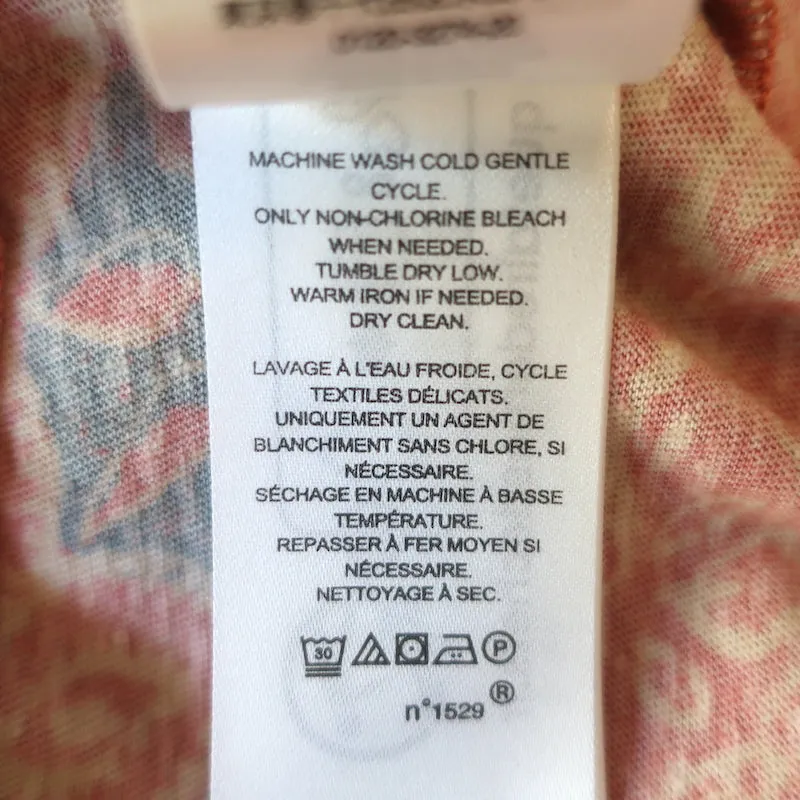 MACHINE WASH COLD GENTLE
CYCLE.
ONLY NON-CHLORINE BLEACH
WHEN NEEDED.
TUMBLE DRY LOW.
WARM IRON IF NEEDED.
DRY CLEAN.
LAVAGE À L'EAU FROIDE, CYCLE
TEXTILES DÉLICATS.
UNIQUEMENT UN AGENT DE
BLANCHIMENT SANS CHLORE, SI
NÉCESSAIRE.
SÉCHAGE EN MACHINE À BASSE
TEMPÉRATURE.
REPASSER À FER MOYEN SI
NÉCESSAIRE.
NETTOYAGE À SEC.
30 P
n°1529 ®